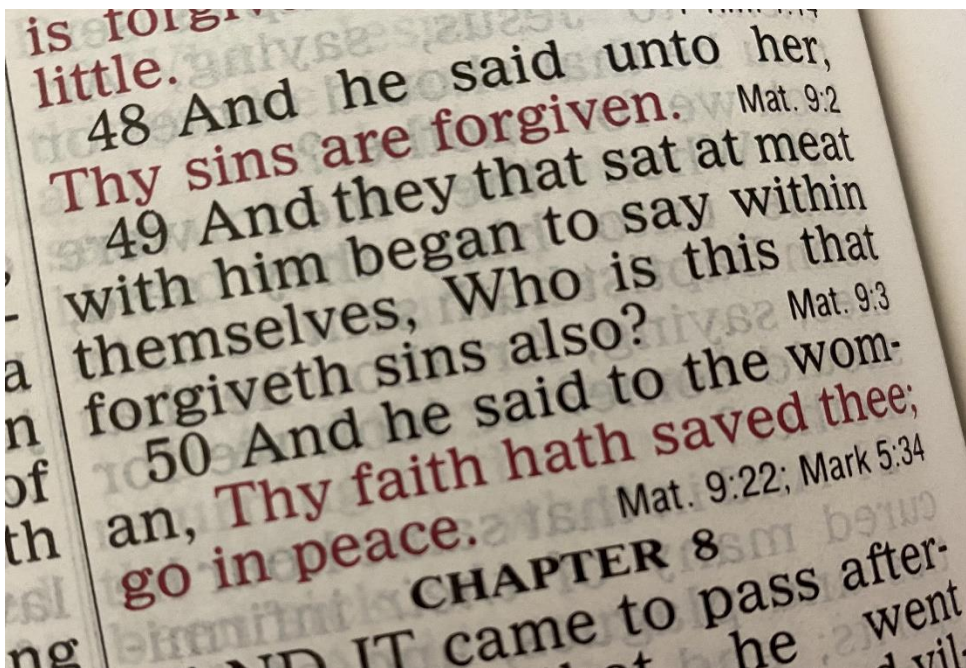 is
little.
48 And he said unto her,
Thy sins are forgiven. Mat. 9:2
49 And they that sat at meat
with him began to say within
themselves, Who is this that
forgiveth sins also? Mat. 9:3
50 And he said to the wom-
an, Thy faith hath saved thee;
go in peace. Mat. 9:22; Mark 5:34
CHAPTER 8
IT came to pass after-
he went